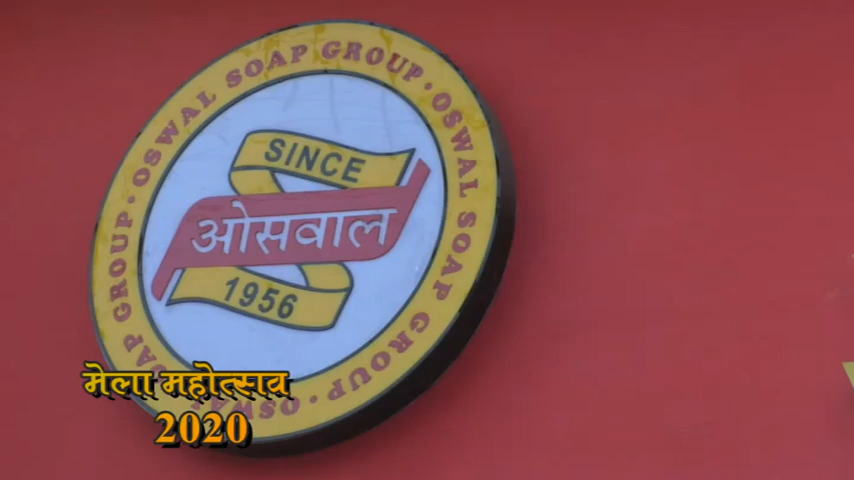 OSWAL SOAP GROUP · OSWAL SOAP GROUP · OSWAL SOAP GROUP ·
SINCE
ओसवाल
1956
मेला महोत्सव
2020